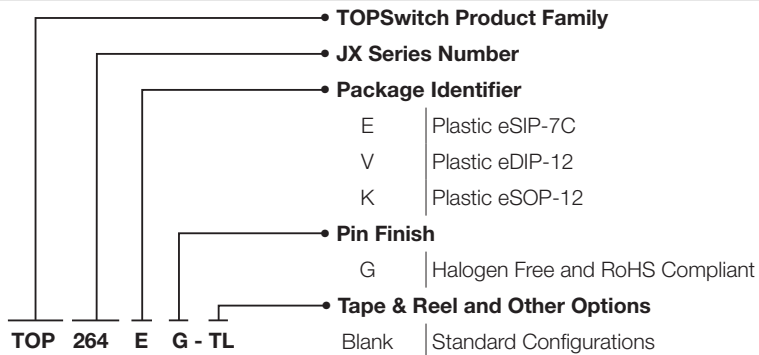 TOPSwitch Product Family
JX Series Number
Package Identifier
E Plastic eSIP-7C
V Plastic eDIP-12
K Plastic eSOP-12
Pin Finish
G Halogen Free and RoHS Compliant
Tape & Reel and Other Options
TOP 264 E G - TL Blank Standard Configurations